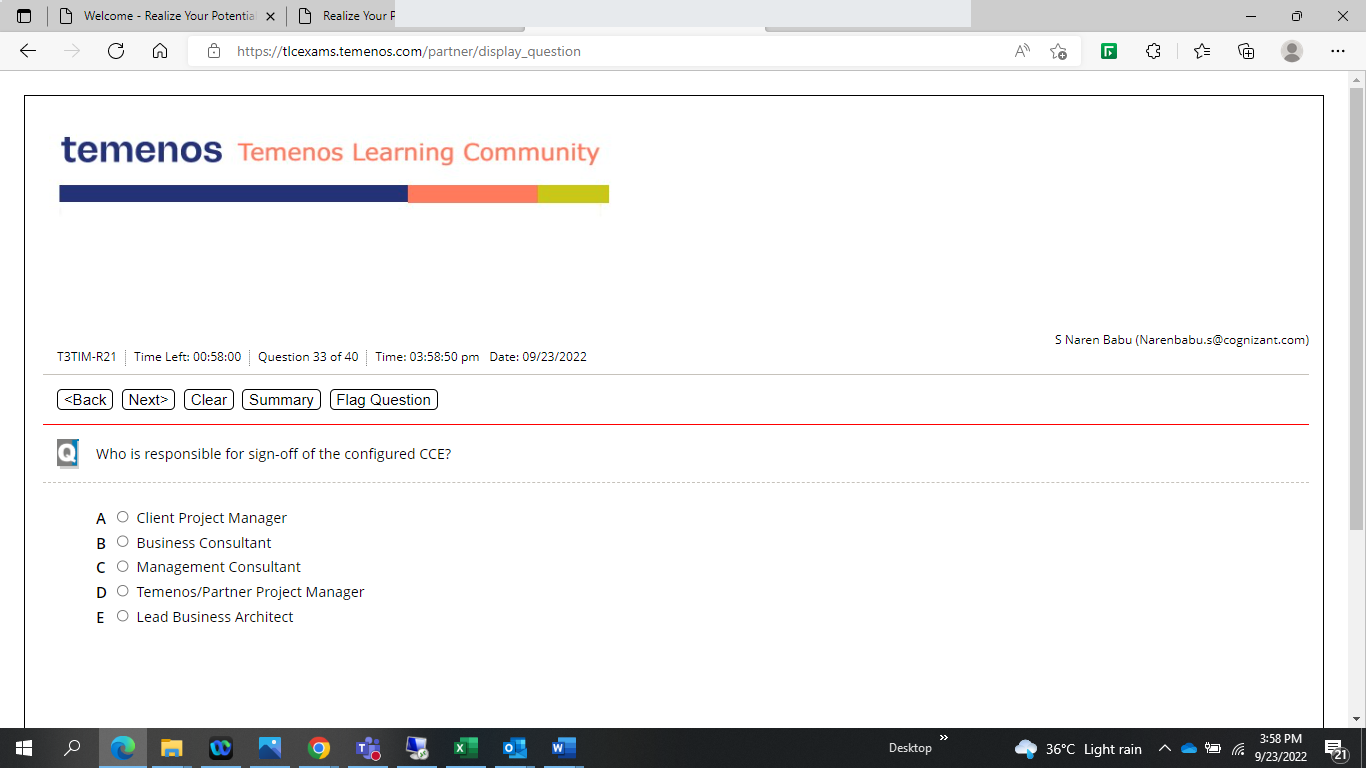 Welcome - Realize Your Potential
Realize Your P
https://tlcexams.temenos.com/partner/display_question
temenos Temenos Learning Community
S Naren Babu (Narenbabu.s@cognizant.com)
T3TIM-R21 Time Left: 00:58:00 Question 33 of 40 Time: 03:58:50 pm Date: 09/23/2022
<Back Next> Clear Summary Flag Question
Q Who is responsible for sign-off of the configured CCE?
A Client Project Manager
B Business Consultant
C Management Consultant
D Temenos/Partner Project Manager
E Lead Business Architect
Desktop 36°C Light rain 3:58 PM
9/23/2022 21